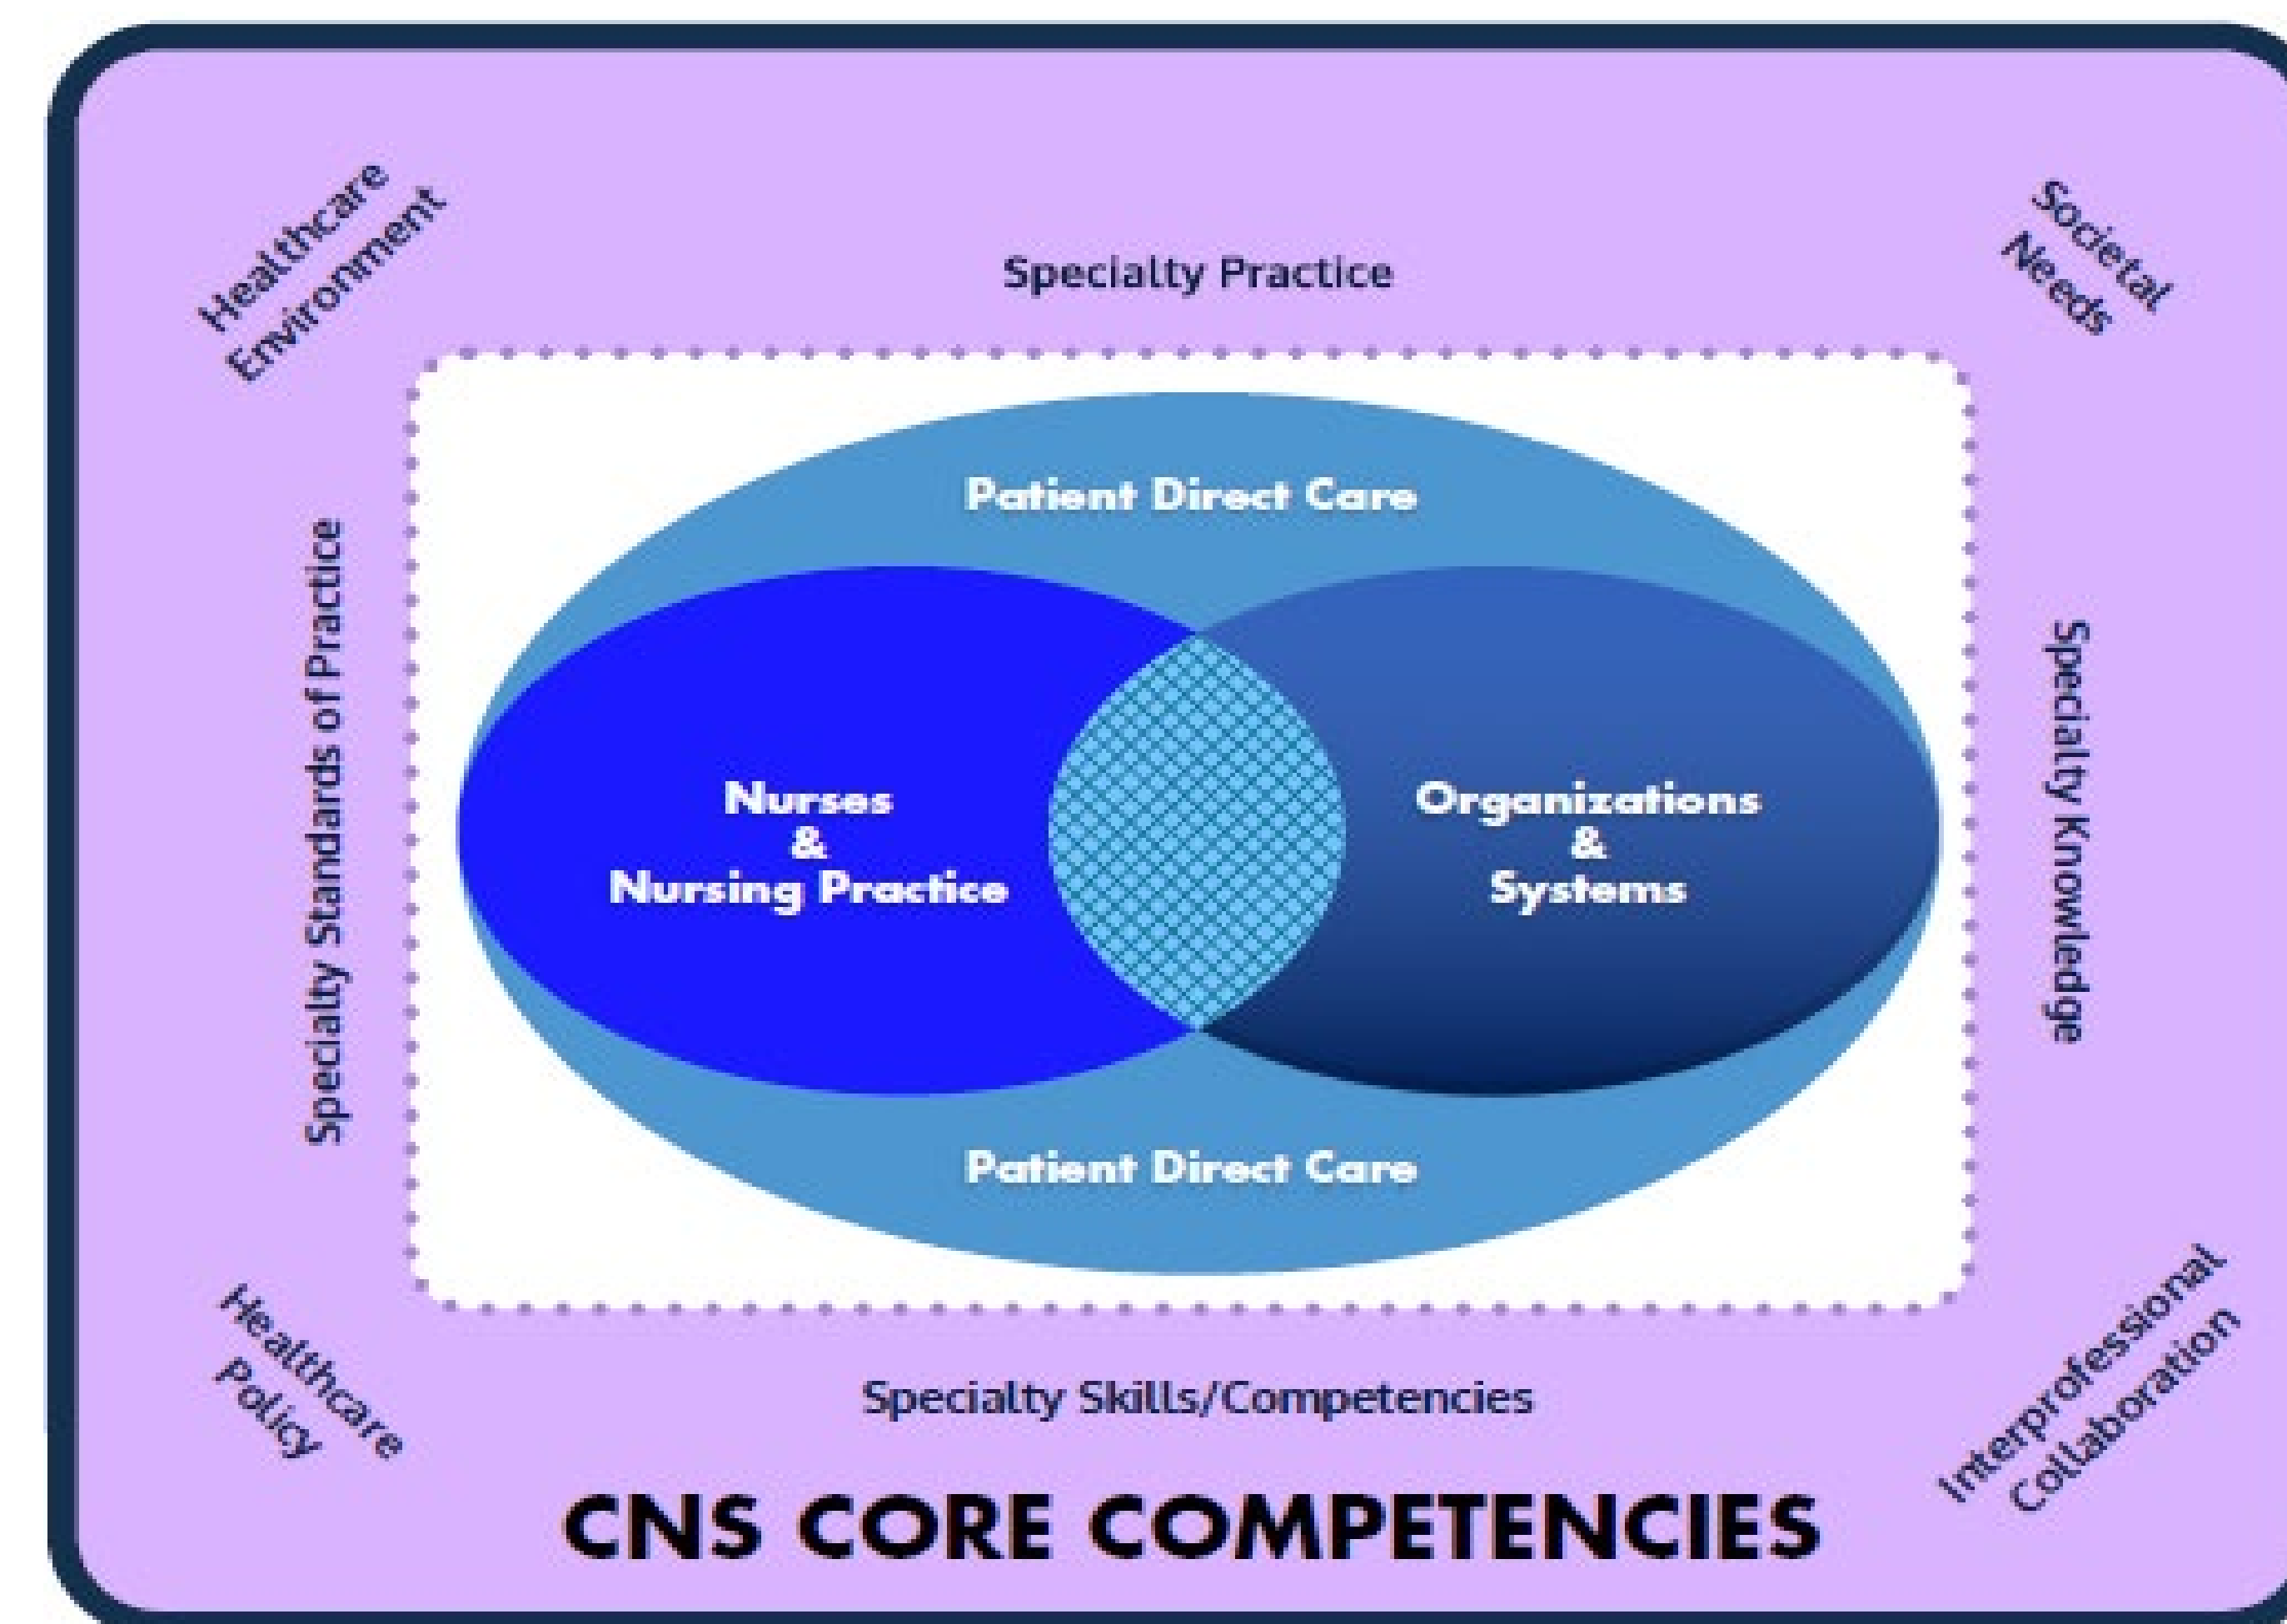 Healthcare
Environment
Societal
Needs
Specialty Practice
Patient Direct Care
Specialty Standards of Practice
Nurses
&
Nursing Practice
Organizations
&
Systems
Specialty Knowledge
Patient Direct Care
Healthcare
Policy
Specialty Skills/Competencies
Interprofessional
Collaboration
CNS CORE COMPETENCIES